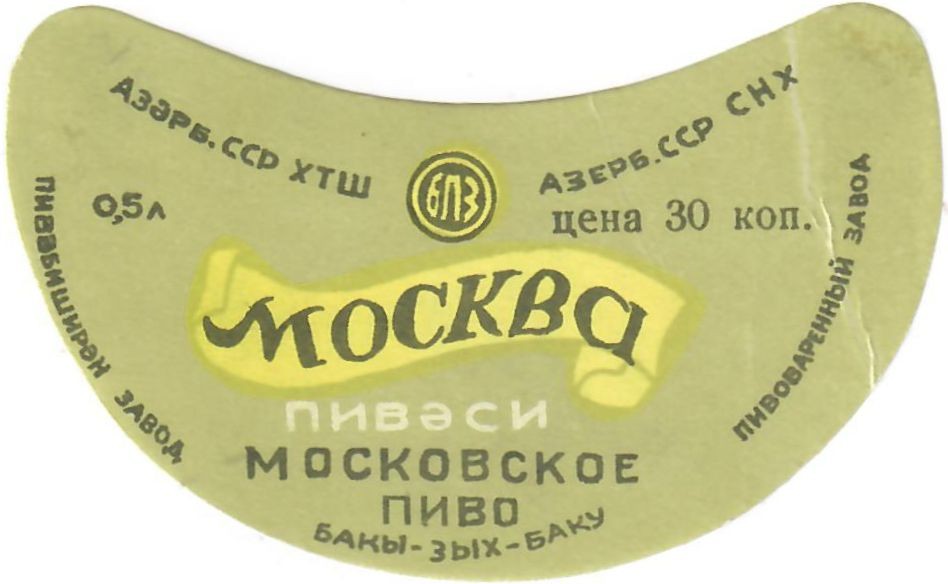 АЗӘРБ. ССР ХТШ
АЗЕРБ. ССР СНХ
БПЗ
0,5л
цена 30 коп.
ПИВӘБИШИРӘН ЗАВОД
ПИВОВАРЕННЫЙ ЗАВОД
МОСКВА
ПИВӘСИ
МОСКОВСКОЕ
ПИВО
БАКЫ-ЗЫХ-БАКУ